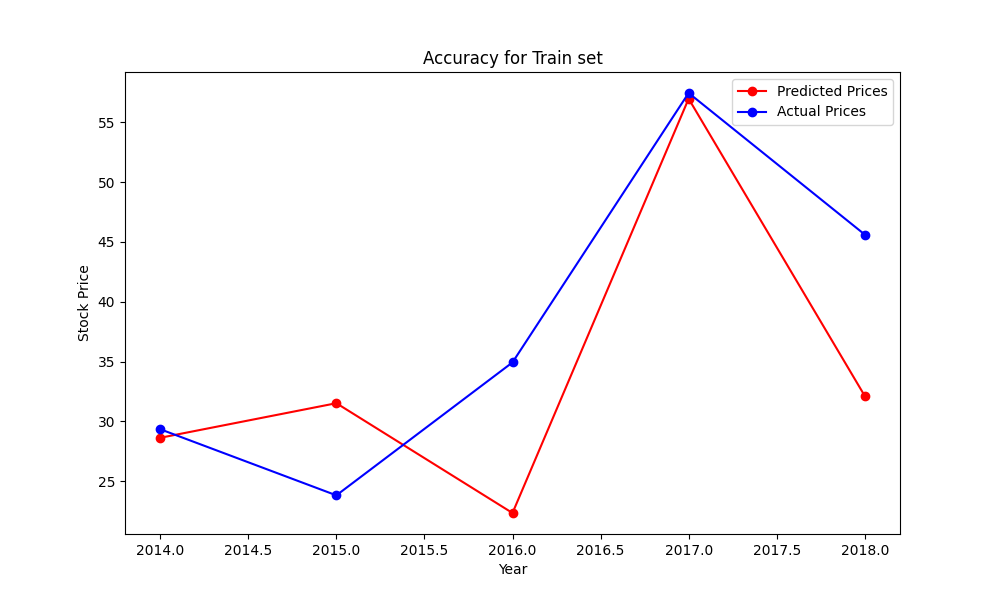 Accuracy for Train set
Predicted Prices
Actual Prices
Stock Price
55
50
45
40
35
30
25
2014.0 2014.5 2015.0 2015.5 2016.0 2016.5 2017.0 2017.5 2018.0
Year